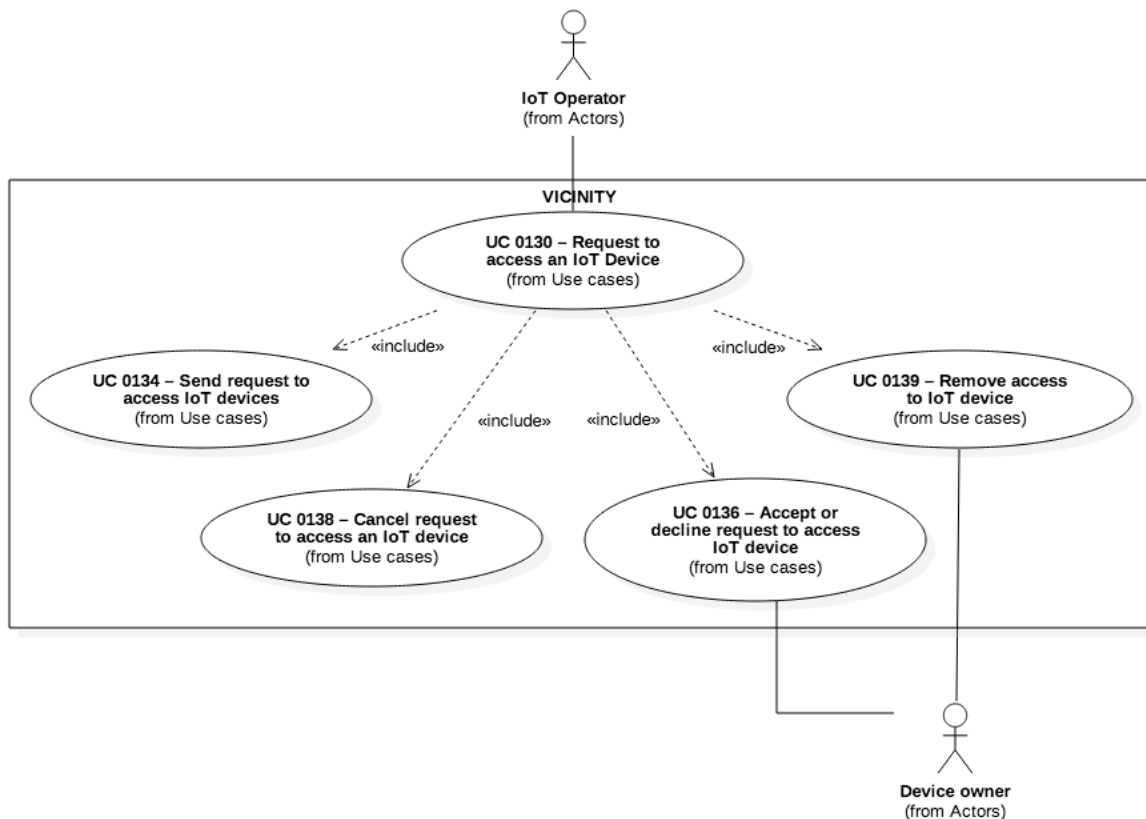 IoT Operator
(from Actors)
VICINITY
UC 0130 – Request to
access an IoT Device
(from Use cases)
«include»
«include»
UC 0134 – Send request to
access IoT devices
(from Use cases)
UC 0139 – Remove access
to IoT device
(from Use cases)
«include»
«include»
UC 0138 – Cancel request
to access an IoT device
(from Use cases)
UC 0136 – Accept or
decline request to access
IoT device
(from Use cases)
Device owner
(from Actors)